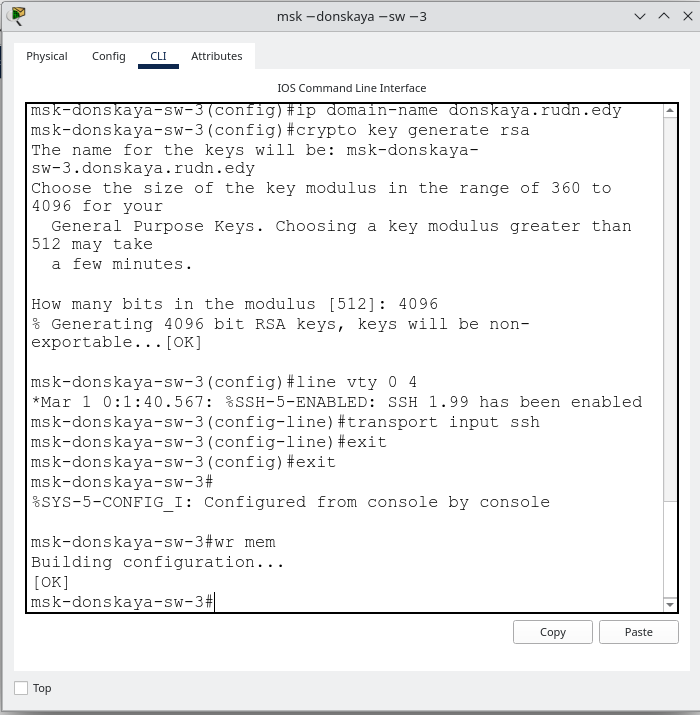 msk −donskaya −sw −3
Physical Config CLI Attributes
IOS Command Line Interface
msk-donskaya-sw-3(config)#ip domain-name donskaya.rudn.edy
msk-donskaya-sw-3(config)#crypto key generate rsa
The name for the keys will be: msk-donskaya-
sw-3.donskaya.rudn.edy
Choose the size of the key modulus in the range of 360 to
4096 for your
  General Purpose Keys. Choosing a key modulus greater than
512 may take
  a few minutes.
How many bits in the modulus [512]: 4096
% Generating 4096 bit RSA keys, keys will be non-
exportable...[OK]
msk-donskaya-sw-3(config)#line vty 0 4
*Mar 1 0:1:40.567: %SSH-5-ENABLED: SSH 1.99 has been enabled
msk-donskaya-sw-3(config-line)#transport input ssh
msk-donskaya-sw-3(config-line)#exit
msk-donskaya-sw-3(config)#exit
msk-donskaya-sw-3#
%SYS-5-CONFIG_I: Configured from console by console
msk-donskaya-sw-3#wr mem
Building configuration...
[OK]
msk-donskaya-sw-3#
Copy Paste
Top